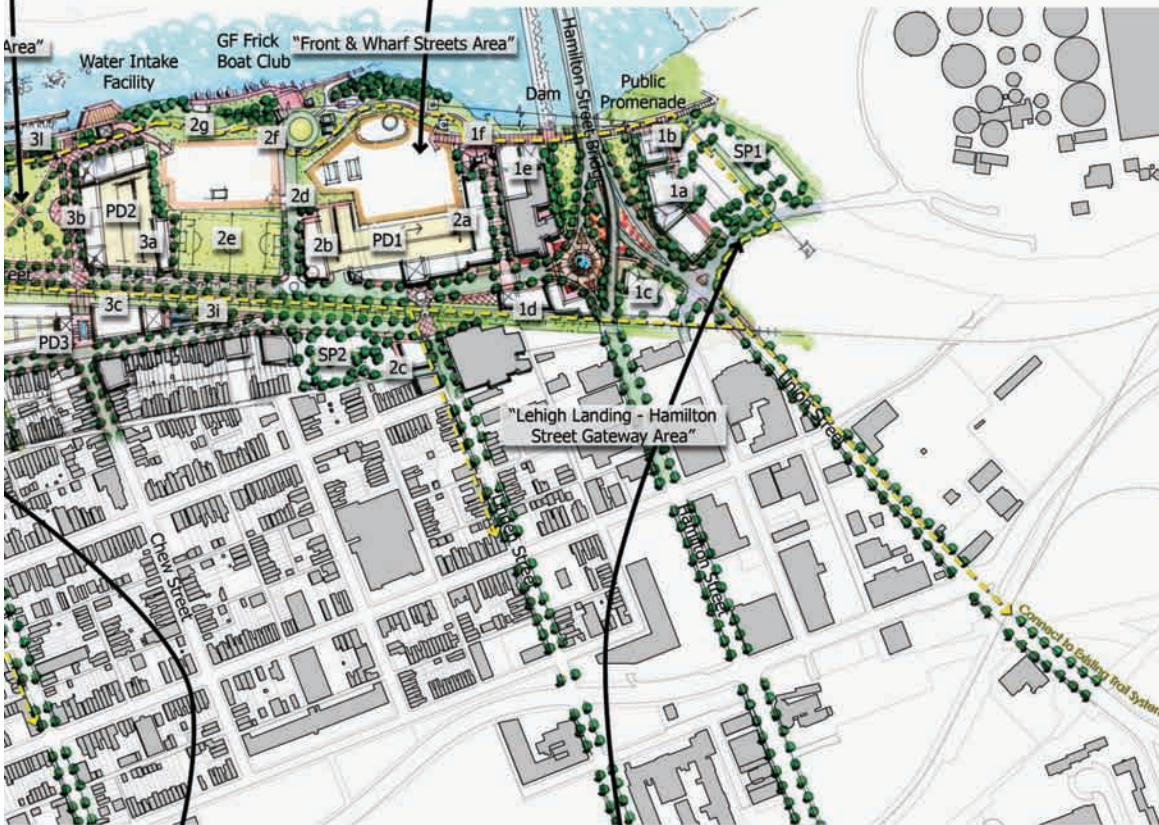 Area"
Water Intake
Facility
GF Frick
Boat Club
"Front & Wharf Streets Area"
Dam
Hamilton Street Bridge
Public
Promenade
3l
2g
2f
1f
1b
SP1
1e
1a
3b
PD2
3a
2d
2e
2b
PD1
2a
1c
3c
3i
1d
PD3
SP2
2c
"Lehigh Landing - Hamilton
Street Gateway Area"
Union Street
Linden Street
Hamilton Street
Chew Street
Connect to Existing Trail System